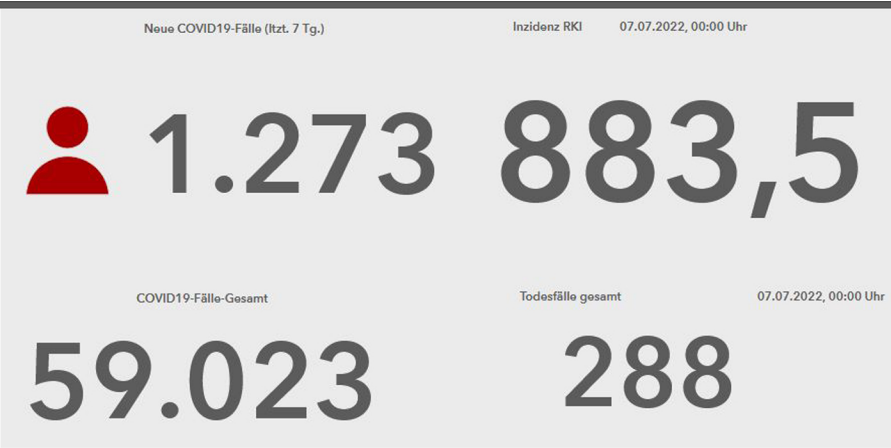 Neue COVID19-Fälle (ltzt. 7 Tg.)
1.273
Inzidenz RKI 07.07.2022, 00:00 Uhr
883,5
COVID19-Fälle-Gesamt
59.023
Todesfälle gesamt 07.07.2022, 00:00 Uhr
288